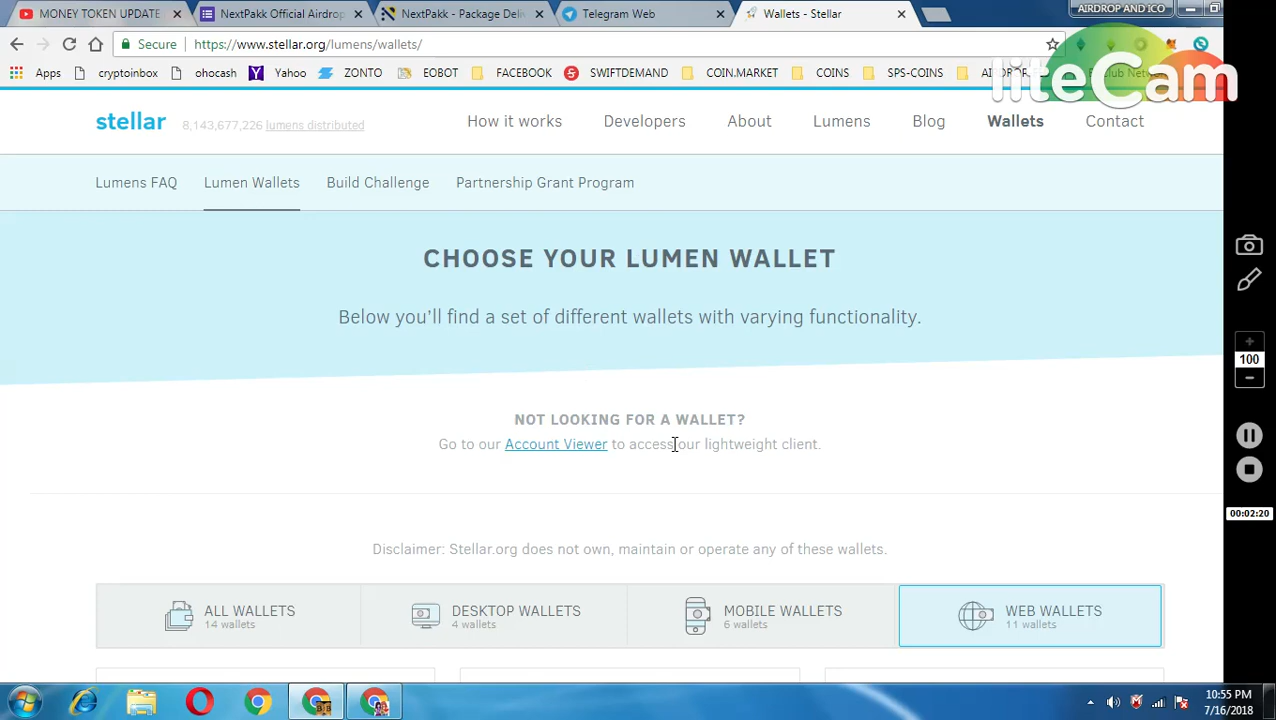 MONEY TOKEN UPDATE
NextPakk Official Airdrop
NextPakk - Package Del
Telegram Web
Wallets - Stellar
AIRDROP AND ICO
Secure
https://www.stellar.org/lumens/wallets/
Apps
cryptoinbox
ohocash
Yahoo
ZONTO
EOBOT
FACEBOOK
SWIFTDEMAND
COIN.MARKET
COINS
SPS-COINS
liteCam
stellar
8,143,677,226 lumens distributed
How it works
Developers
About
Lumens
Blog
Wallets
Contact
Lumens FAQ
Lumen Wallets
Build Challenge
Partnership Grant Program
CHOOSE YOUR LUMEN WALLET
Below you'll find a set of different wallets with varying functionality.
NOT LOOKING FOR A WALLET?
Go to our Account Viewer to access our lightweight client.
Disclaimer: Stellar.org does not own, maintain or operate any of these wallets.
ALL WALLETS
14 wallets
DESKTOP WALLETS
4 wallets
MOBILE WALLETS
6 wallets
WEB WALLETS
11 wallets
100
00:02:20
10:55 PM
7/16/2018